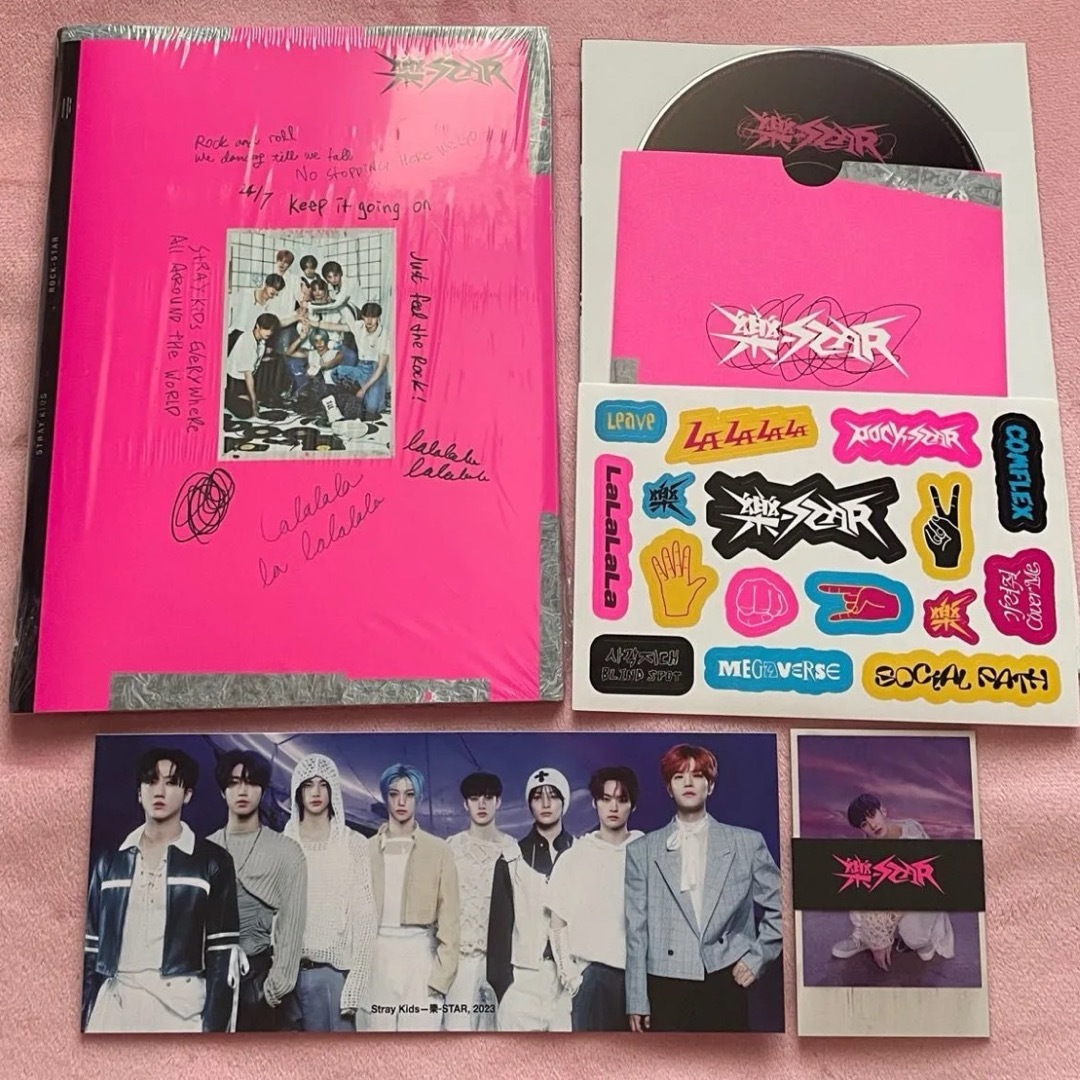 樂-STAR
Rock and roll
We dancing till we fall
No Stopping Here we go
24/7 Keep it going on
Just feel the Rock!
STRAY KIDS EVERYWHERE
All AROUND the WORLD
lalalala
lalalala
Lalalala
la lalalala
STRAY KIDS
ROCK-STAR
樂-STAR
樂-STAR
Leave
LALALALA
ROCK-STAR
COMFLEX
LALALALA
樂
樂-STAR
樂
가려줘
Cover Me
사각지대
BLIND SPOT
MEGAVERSE
SOCIAL PATH
Stray Kids—樂-STAR, 2023
樂-STAR